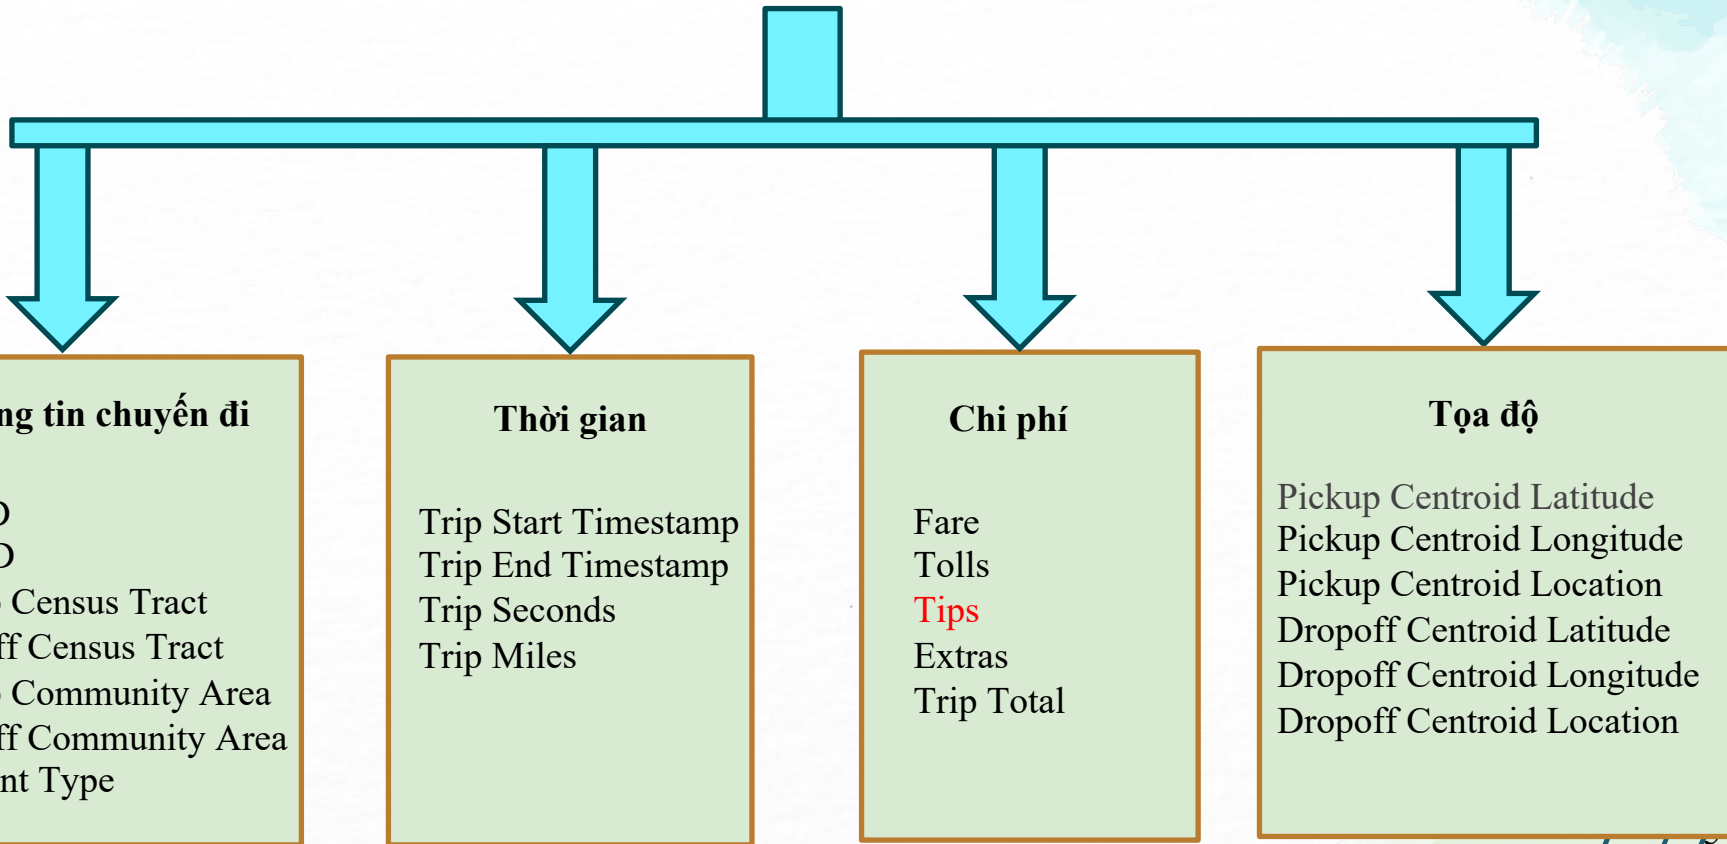 ng tin chuyến đi
D
D
Census Tract
ff Census Tract
Community Area
ff Community Area
nt Type
Thời gian
Trip Start Timestamp
Trip End Timestamp
Trip Seconds
Trip Miles
Chi phí
Fare
Tolls
Tips
Extras
Trip Total
Tọa độ
Pickup Centroid Latitude
Pickup Centroid Longitude
Pickup Centroid Location
Dropoff Centroid Latitude
Dropoff Centroid Longitude
Dropoff Centroid Location